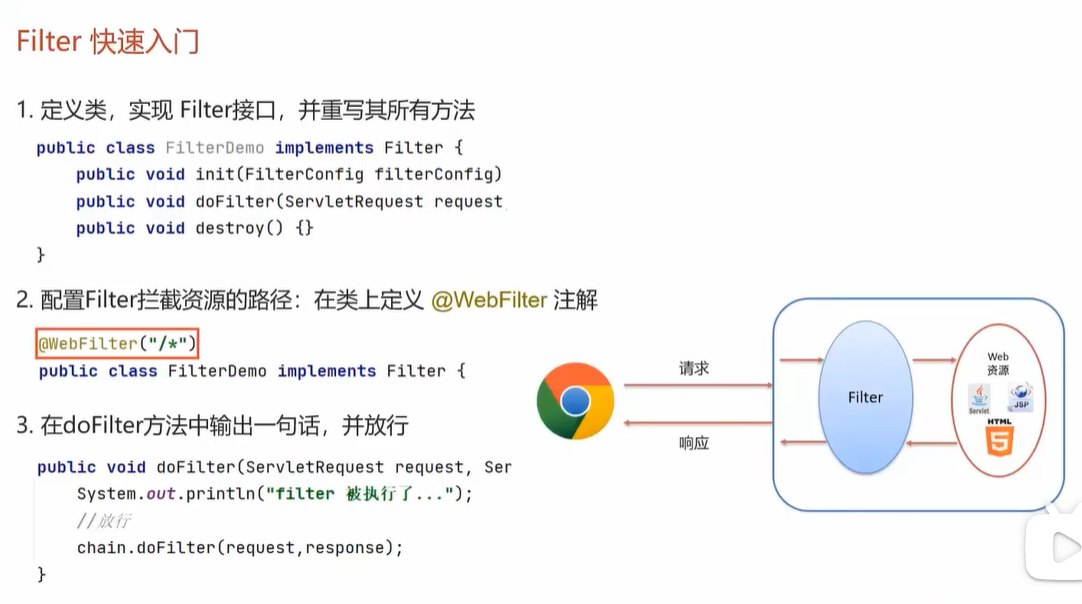 Filter 快速入门
1. 定义类，实现 Filter接口，并重写其所有方法
public class FilterDemo implements Filter {
public void init(FilterConfig filterConfig)
public void doFilter(ServletRequest request
public void destroy() {}
}
2. 配置Filter拦截资源的路径：在类上定义 @WebFilter 注解
@WebFilter("/*")
public class FilterDemo implements Filter {
3. 在doFilter方法中输出一句话，并放行
public void doFilter(ServletRequest request, Ser
System.out.println("filter 被执行了...");
//放行
chain.doFilter(request,response);
}
请求
响应
Filter
Web
资源
Servlet
JSP
HTML
5